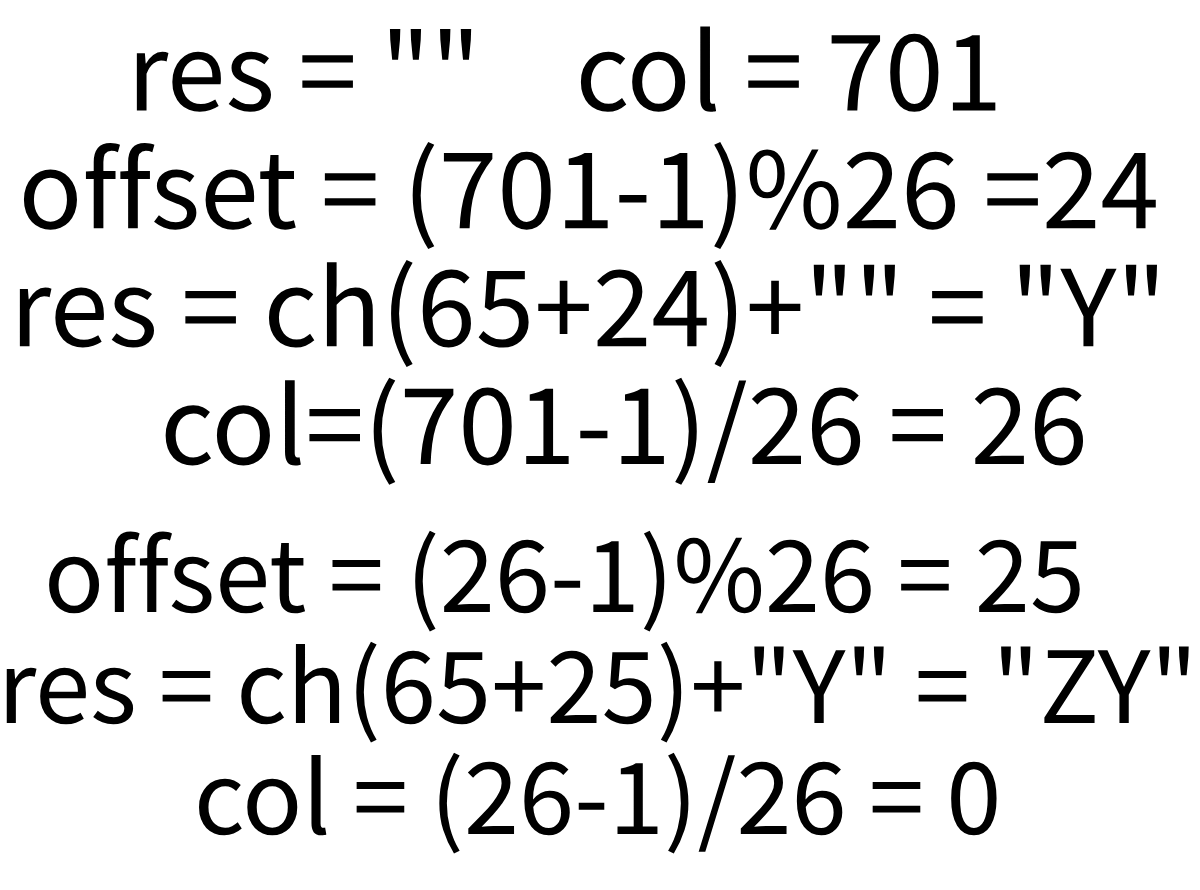 res = "" col = 701
offset = (701-1)%26 =24
res = ch(65+24)+"" = "Y"
col=(701-1)/26 = 26
offset = (26-1)%26 = 25
res = ch(65+25)+"Y" = "ZY"
col = (26-1)/26 = 0